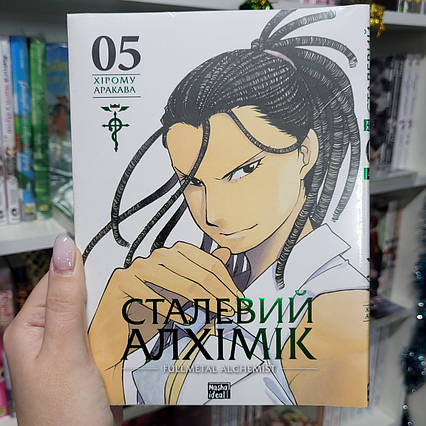 05
ХІРОМУ
АРАКАВА
СТАЛЕВИЙ
АЛХІМІК
FULLMETAL ALCHEMIST
Nasha
idea